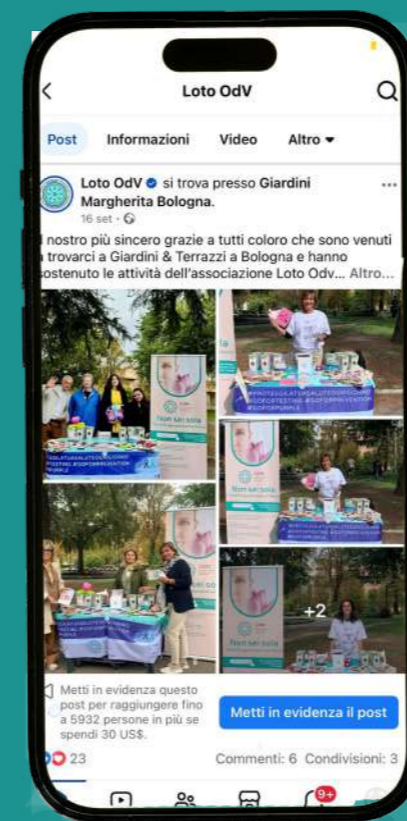 Loto OdV
Post Informazioni Video Altro
Loto OdV si trova presso Giardini
Margherita Bologna.
16 set
l nostro più sincero grazie a tutti coloro che sono venuti
a trovarci a Giardini & Terrazzi a Bologna e hanno
sostenuto le attività dell'associazione Loto Odv... Altro...
Non sei sola
Non sei sola
Non sei sola
+2
Metti in evidenza questo
post per raggiungere fino
a 5932 persone in più se
spendi 30 US$.
Metti in evidenza il post
23
Commenti: 6 Condivisioni: 3
9+